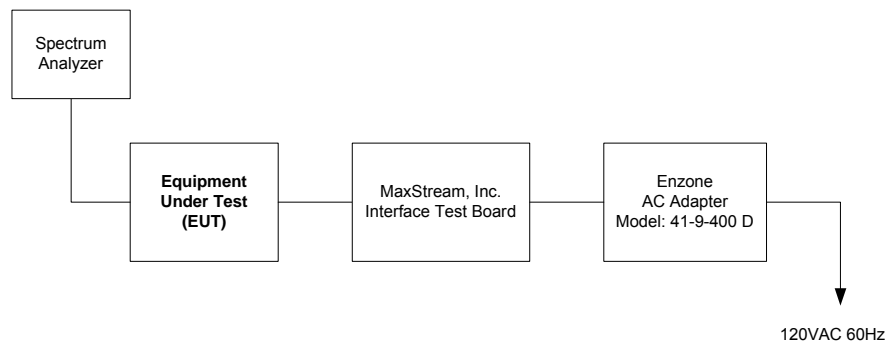 Spectrum
Analyzer
Equipment
Under Test
(EUT)
MaxStream, Inc.
Interface Test Board
Enzone
AC Adapter
Model: 41-9-400 D
120VAC 60Hz